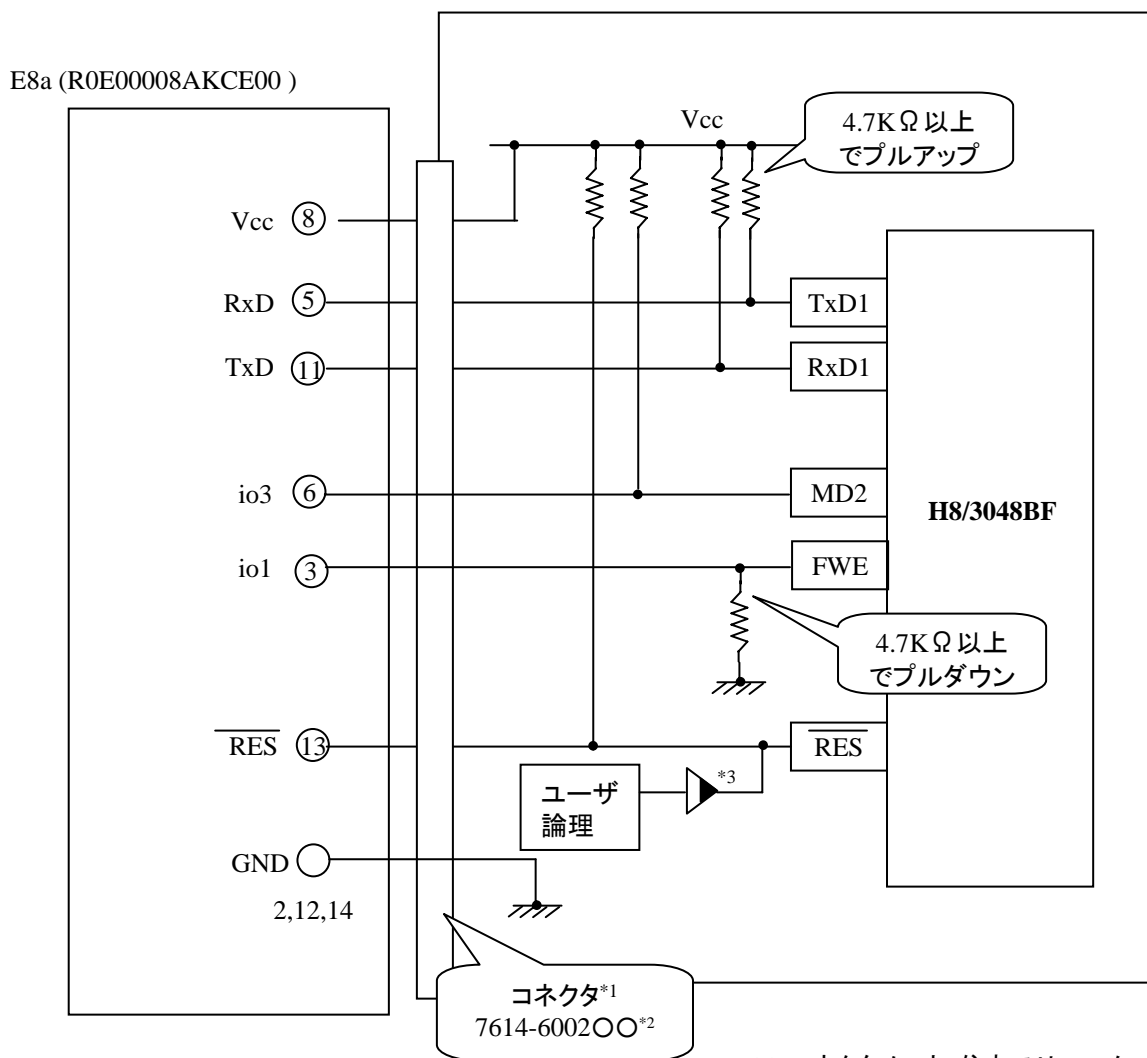 E8a (R0E00008AKCE00 )
Vcc
4.7KΩ以上
でプルアップ
Vcc 8
RxD 5
TxD1
TxD 11
RxD1
io3 6
MD2
H8/3048BF
io1 3
FWE
4.7KΩ以上
でプルダウン
RES 13
RES
*3
ユーザ
論理
GND
2,12,14
コネクタ*1
7614-6002〇〇*2